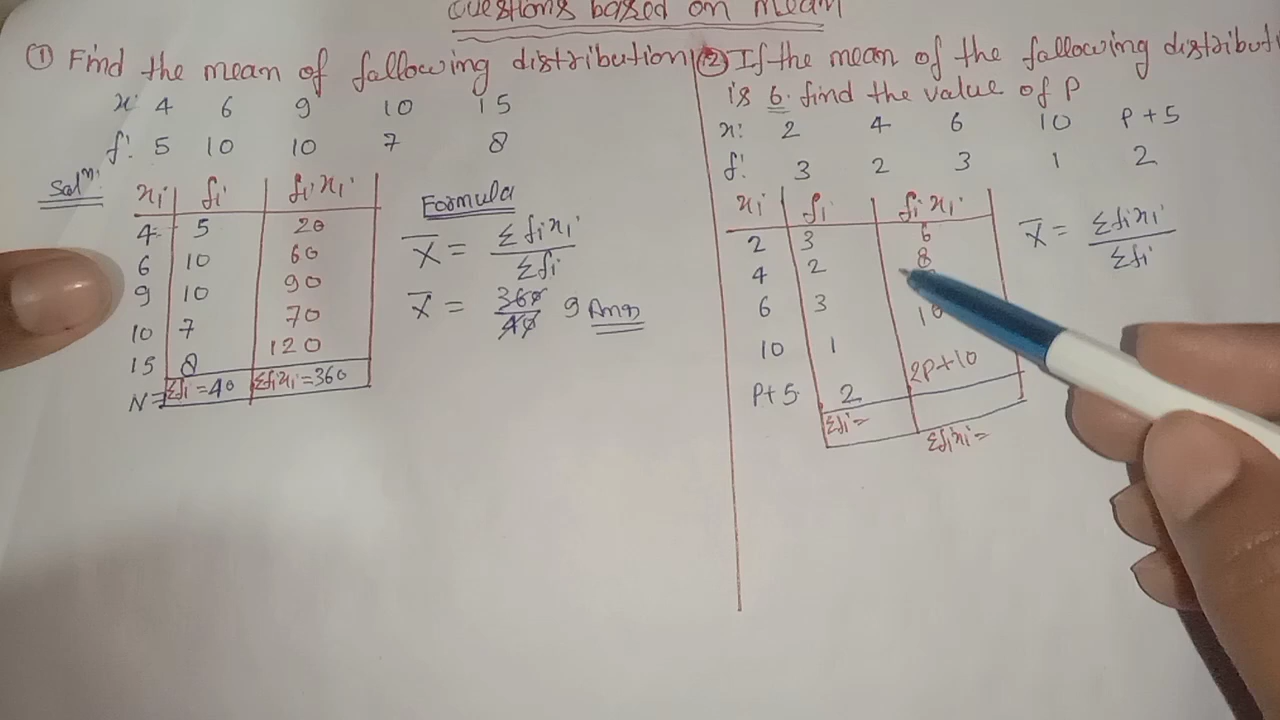 Questions based on mean
① Find the mean of following distribution
x: 4 6 9 10 15
f: 5 10 10 7 8
Solⁿ:
xi fi fixi
4 5 20
6 10 60
9 10 90
10 7 70
15 8 120
N = Σfi = 40 Σfixi = 360
Formula
X̄ = Σfixi / Σfi
X̄ = 360 / 40 9 Ans
② If the mean of the following distributi
is 6. find the value of P
x: 2 4 6 10 P+5
f: 3 2 3 1 2
xi fi fixi
2 3 6
4 2 8
6 3
10 1 10
P+5 2 2P+10
Σfi = Σfixi =
X̄ = Σfixi / Σfi